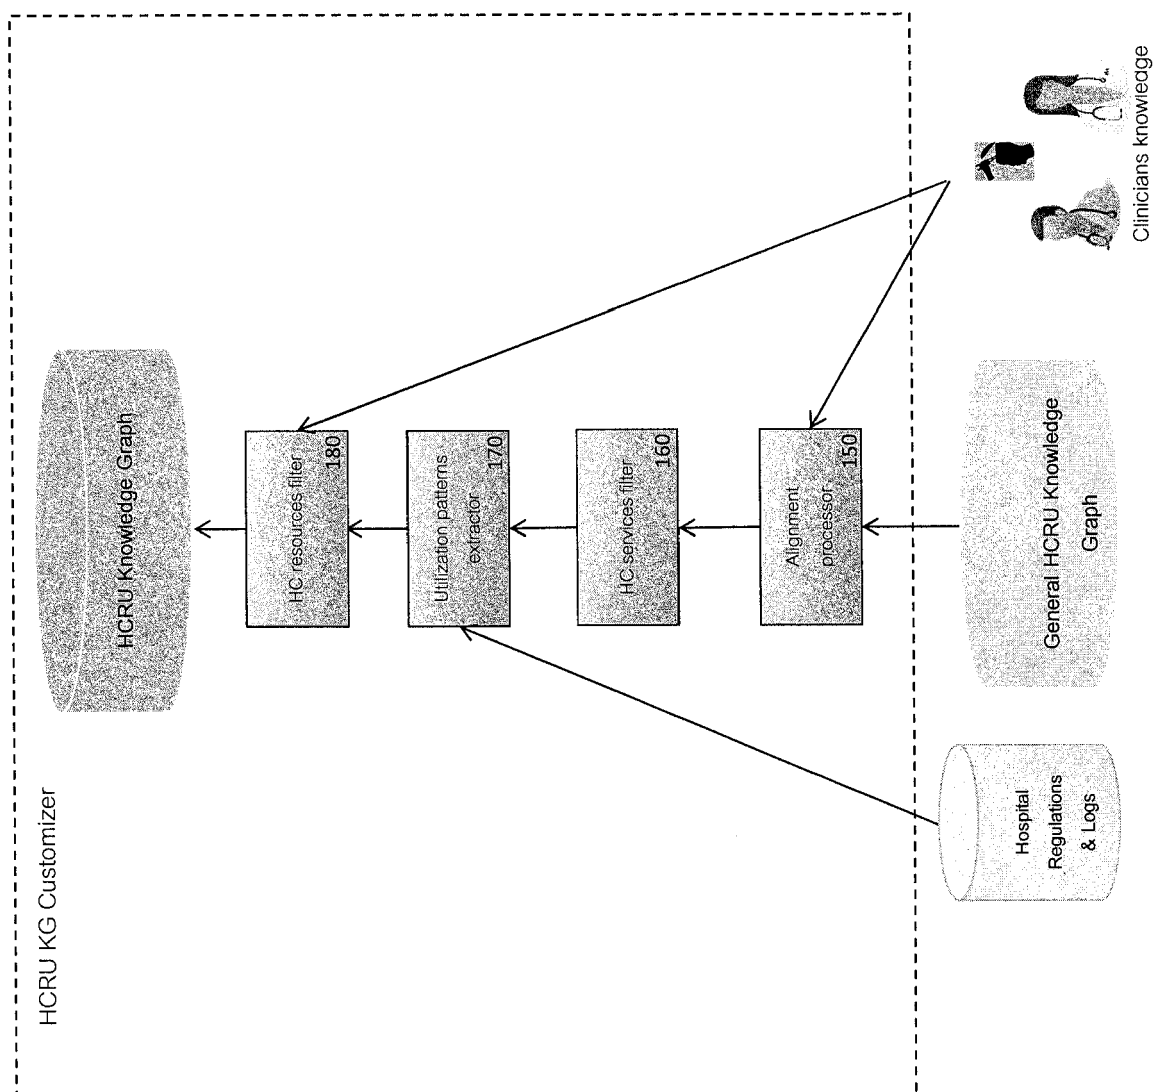 HCRU KG Customizer
HCRU Knowledge Graph
HC resources filter
180
Utilization patterns
extractor
170
HC services filter
160
Alignment
processor
150
Hospital
Regulations
& Logs
General HCRU Knowledge
Graph
Clinicians knowledge